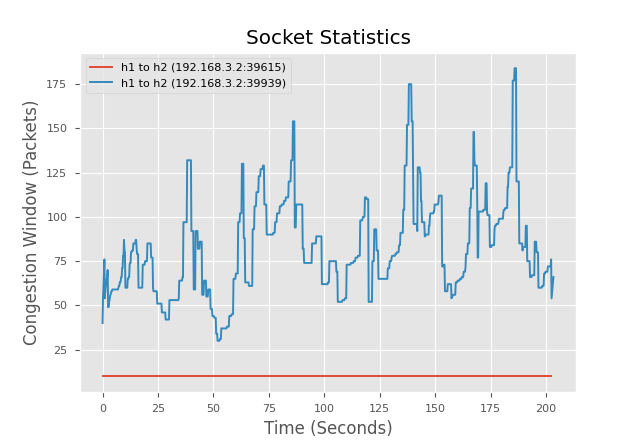 Socket Statistics
h1 to h2 (192.168.3.2:39615)
h1 to h2 (192.168.3.2:39939)
Congestion Window (Packets)
175
150
125
100
75
50
25
0 25 50 75 100 125 150 175 200
Time (Seconds)